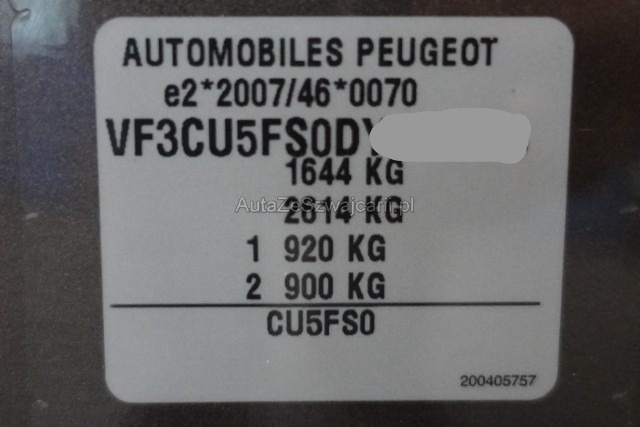 AUTOMOBILES PEUGEOT
e2*2007/46*0070
VF3CU5FS0DY
1644 KG
AutaZeSzwajcarii.pl
2814 KG
1 920 KG
2 900 KG
CU5FS0
200405757